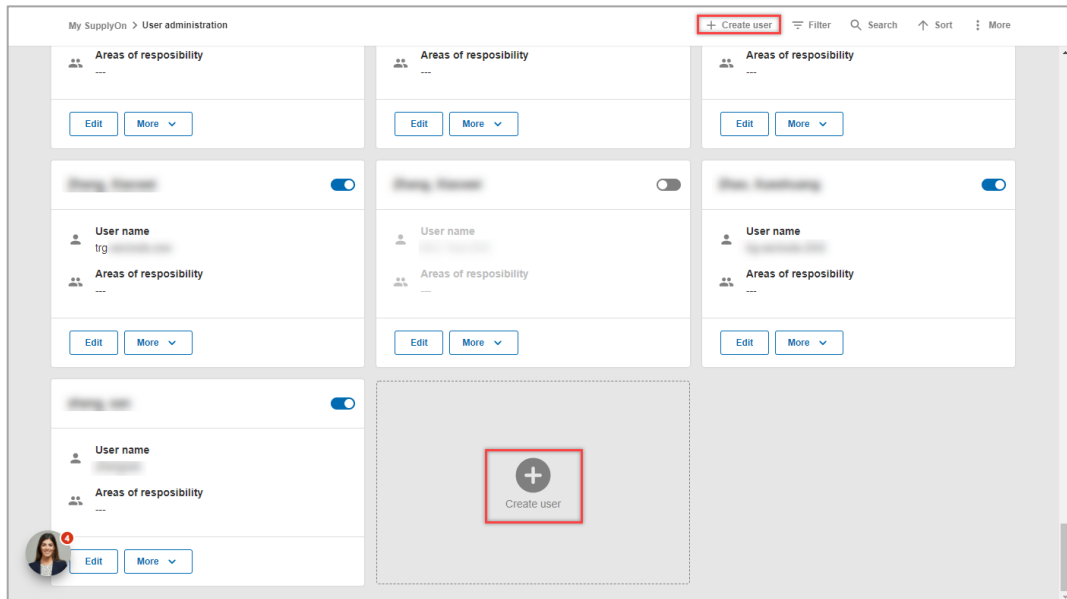 My SupplyOn > User administration
+ Create user Filter Search Sort More
Areas of resposibility Areas of resposibility Areas of resposibility
--- --- ---
Edit More Edit More Edit More
User name User name User name
trg
Areas of resposibility Areas of resposibility Areas of resposibility
--- --- ---
Edit More Edit More Edit More
User name
Areas of resposibility
---
Create user
4
Edit More